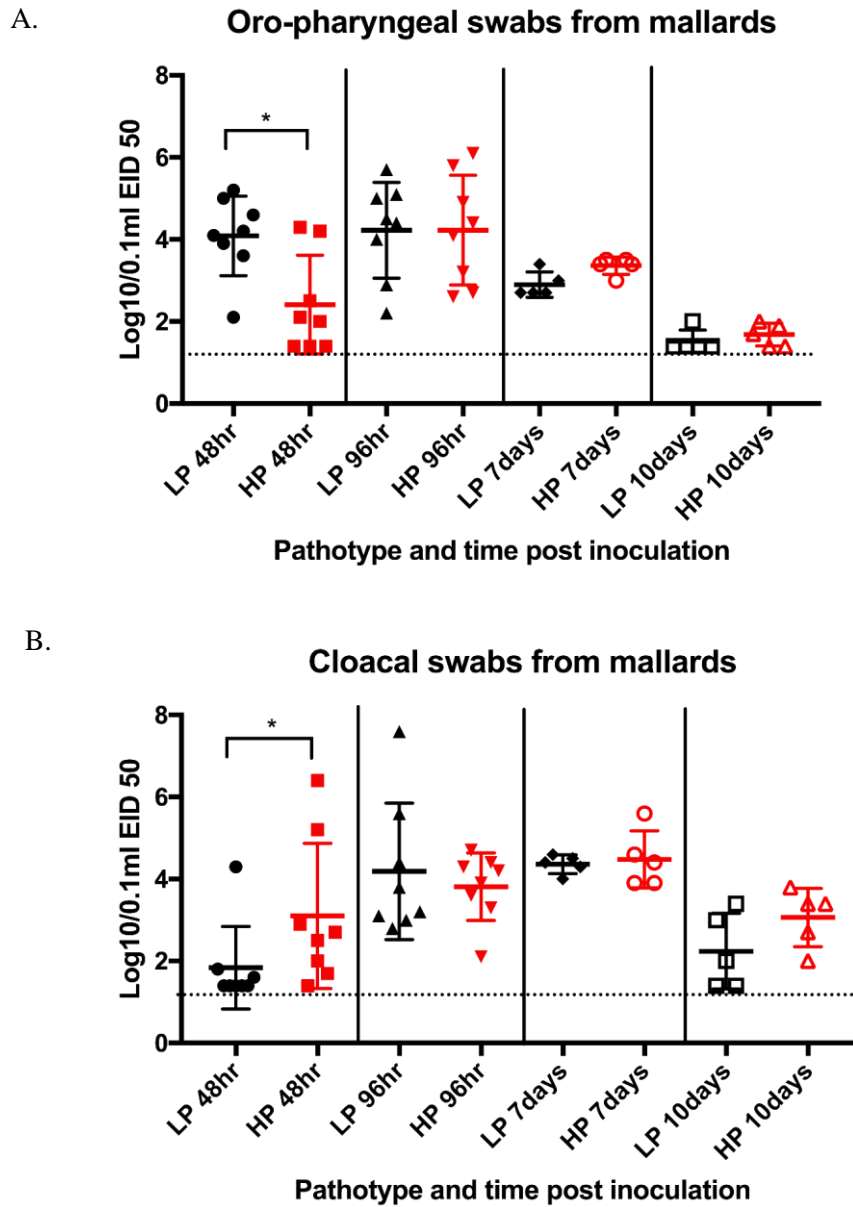 A.
Oro-pharyngeal swabs from mallards
Log10/0.1ml EID 50
8
6
4
2
0
*
LP 48hr
HP 48hr
LP 96hr
HP 96hr
LP 7days
HP 7days
LP 10days
HP 10days
Pathotype and time post inoculation
B.
Cloacal swabs from mallards
Log10/0.1ml EID 50
8
6
4
2
0
*
LP 48hr
HP 48hr
LP 96hr
HP 96hr
LP 7days
HP 7days
LP 10days
HP 10days
Pathotype and time post inoculation